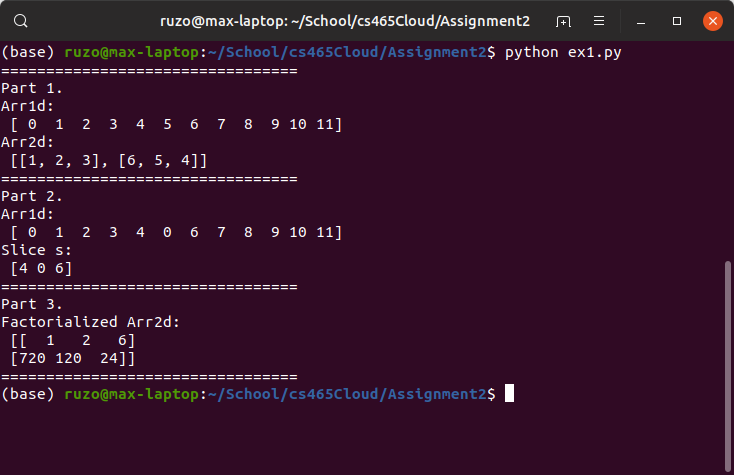 ruzo@max-laptop: ~/School/cs465Cloud/Assignment2
(base) ruzo@max-laptop:~/School/cs465Cloud/Assignment2$ python ex1.py
=================================
Part 1.
Arr1d:
 [ 0  1  2  3  4  5  6  7  8  9 10 11]
Arr2d:
 [[1, 2, 3], [6, 5, 4]]
=================================
Part 2.
Arr1d:
 [ 0  1  2  3  4  0  6  7  8  9 10 11]
Slice s:
 [4 0 6]
=================================
Part 3.
Factorialized Arr2d:
 [[  1   2   6]
 [720 120  24]]
=================================
(base) ruzo@max-laptop:~/School/cs465Cloud/Assignment2$